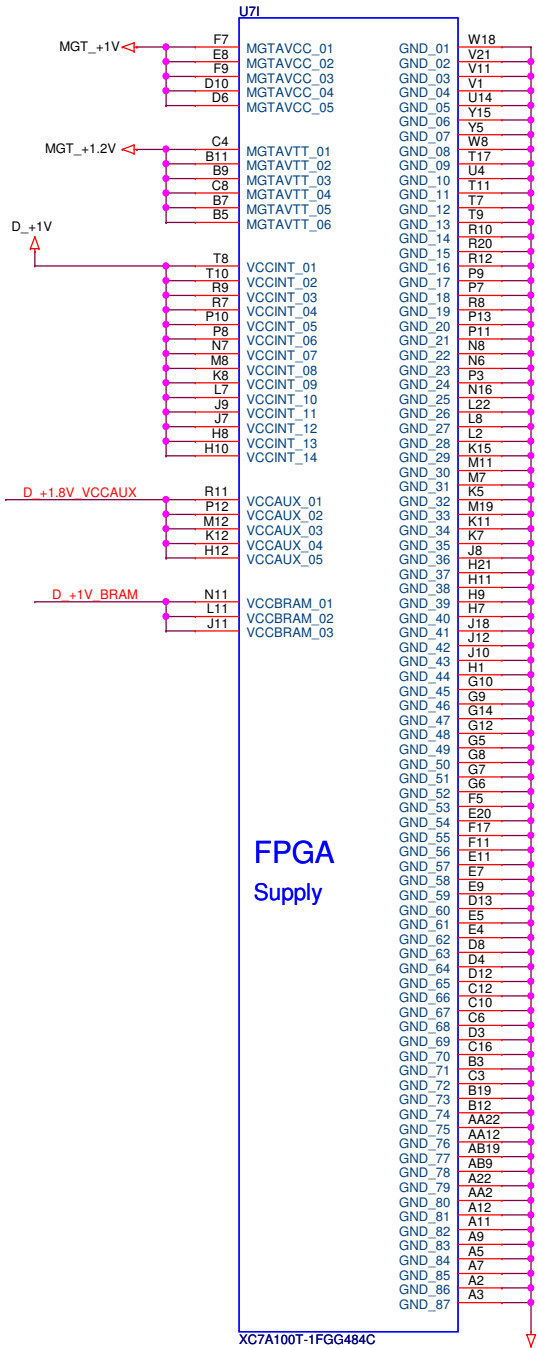 U7I
MGT_+1V F7 MGTAVCC_01
E8 MGTAVCC_02
F9 MGTAVCC_03
D10 MGTAVCC_04
D6 MGTAVCC_05
MGT_+1.2V C4 MGTAVTT_01
B11 MGTAVTT_02
B9 MGTAVTT_03
C8 MGTAVTT_04
B7 MGTAVTT_05
B5 MGTAVTT_06
D_+1V
T8 VCCINT_01
T10 VCCINT_02
R9 VCCINT_03
R7 VCCINT_04
P10 VCCINT_05
P8 VCCINT_06
N7 VCCINT_07
M8 VCCINT_08
K8 VCCINT_09
L7 VCCINT_10
J9 VCCINT_11
J7 VCCINT_12
H8 VCCINT_13
H10 VCCINT_14
D_+1.8V_VCCAUX R11 VCCAUX_01
P12 VCCAUX_02
M12 VCCAUX_03
K12 VCCAUX_04
H12 VCCAUX_05
D_+1V_BRAM N11 VCCBRAM_01
L11 VCCBRAM_02
J11 VCCBRAM_03
FPGA
Supply
GND_01 W18
GND_02 V21
GND_03 V11
GND_04 V1
GND_05 U14
GND_06 Y15
GND_07 Y5
GND_08 W8
GND_09 T17
GND_10 U4
GND_11 T11
GND_12 T7
GND_13 T9
GND_14 R10
GND_15 R20
GND_16 R12
GND_17 P9
GND_18 P7
GND_19 R8
GND_20 P13
GND_21 P11
GND_22 N8
GND_23 N6
GND_24 P3
GND_25 N16
GND_26 L22
GND_27 L8
GND_28 L2
GND_29 K15
GND_30 M11
GND_31 M7
GND_32 K5
GND_33 M19
GND_34 K11
GND_35 K7
GND_36 J8
GND_37 H21
GND_38 H11
GND_39 H9
GND_40 H7
GND_41 J18
GND_42 J12
GND_43 J10
GND_44 H1
GND_45 G10
GND_46 G9
GND_47 G14
GND_48 G12
GND_49 G5
GND_50 G8
GND_51 G7
GND_52 G6
GND_53 F5
GND_54 E20
GND_55 F17
GND_56 F11
GND_57 E11
GND_58 E7
GND_59 E9
GND_60 D13
GND_61 E5
GND_62 E4
GND_63 D8
GND_64 D4
GND_65 D12
GND_66 C12
GND_67 C10
GND_68 C6
GND_69 D3
GND_70 C16
GND_71 B3
GND_72 C3
GND_73 B19
GND_74 B12
GND_75 AA22
GND_76 AA12
GND_77 AB19
GND_78 AB9
GND_79 A22
GND_80 AA2
GND_81 A12
GND_82 A11
GND_83 A9
GND_84 A5
GND_85 A7
GND_86 A2
GND_87 A3
XC7A100T-1FGG484C